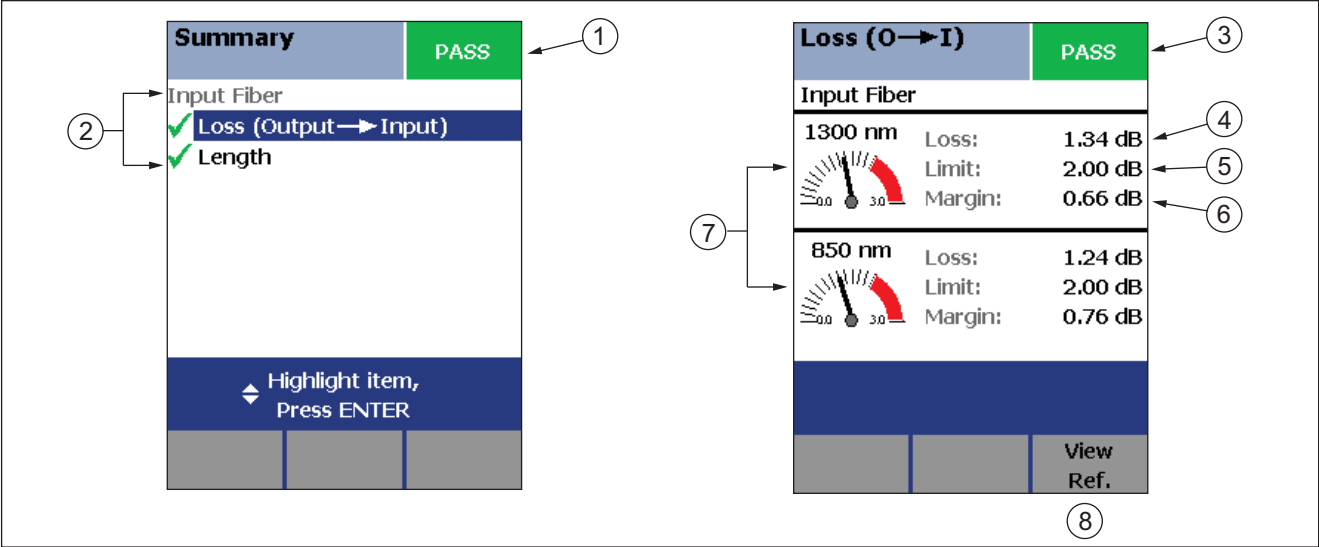 Summary
PASS
1
2
Input Fiber
Loss (Output→Input)
Length
Highlight item,
Press ENTER
Loss (O→I)
PASS
3
Input Fiber
1300 nm
Loss: 1.34 dB
4
Limit: 2.00 dB
5
0.0 3.0
Margin: 0.66 dB
6
7
850 nm
Loss: 1.24 dB
Limit: 2.00 dB
0.0 3.0
Margin: 0.76 dB
View
Ref.
8